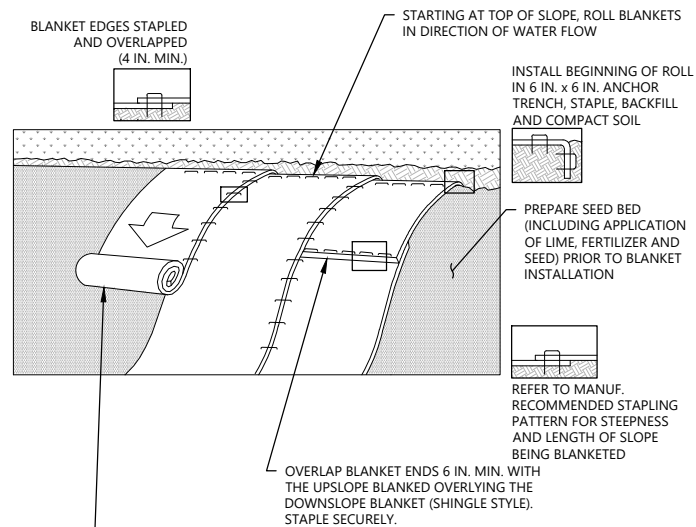 BLANKET EDGES STAPLED
AND OVERLAPPED
(4 IN. MIN.)
STARTING AT TOP OF SLOPE, ROLL BLANKETS
IN DIRECTION OF WATER FLOW
INSTALL BEGINNING OF ROLL
IN 6 IN. x 6 IN. ANCHOR
TRENCH, STAPLE, BACKFILL
AND COMPACT SOIL
PREPARE SEED BED
(INCLUDING APPLICATION
OF LIME, FERTILIZER AND
SEED) PRIOR TO BLANKET
INSTALLATION
REFER TO MANUF.
RECOMMENDED STAPLING
PATTERN FOR STEEPNESS
AND LENGTH OF SLOPE
BEING BLANKETED
OVERLAP BLANKET ENDS 6 IN. MIN. WITH
THE UPSLOPE BLANKED OVERLYING THE
DOWNSLOPE BLANKET (SHINGLE STYLE).
STAPLE SECURELY.